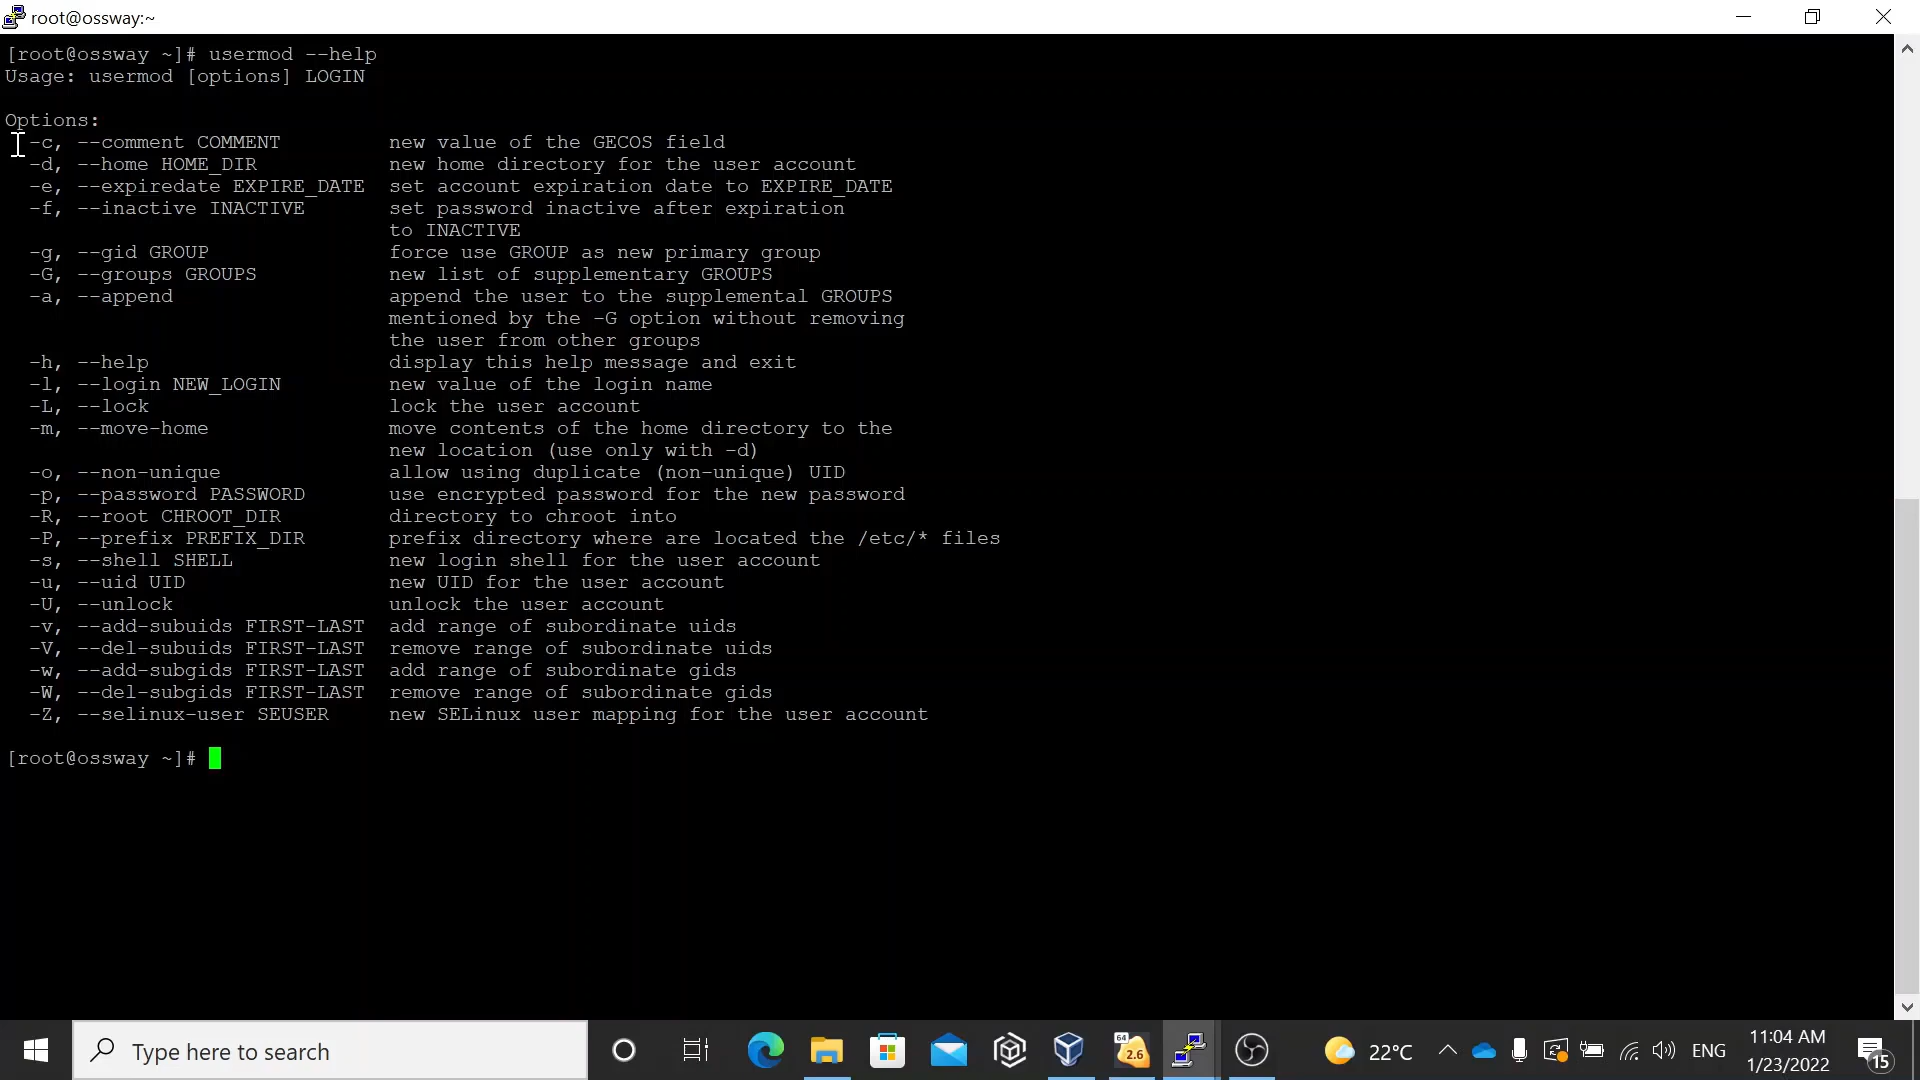 root@ossway:~
[root@ossway ~]# usermod --help
Usage: usermod [options] LOGIN
Options:
-c, --comment COMMENT new value of the GECOS field
-d, --home HOME_DIR new home directory for the user account
-e, --expiredate EXPIRE_DATE set account expiration date to EXPIRE_DATE
-f, --inactive INACTIVE set password inactive after expiration
to INACTIVE
-g, --gid GROUP force use GROUP as new primary group
-G, --groups GROUPS new list of supplementary GROUPS
-a, --append append the user to the supplemental GROUPS
mentioned by the -G option without removing
the user from other groups
-h, --help display this help message and exit
-l, --login NEW_LOGIN new value of the login name
-L, --lock lock the user account
-m, --move-home move contents of the home directory to the
new location (use only with -d)
-o, --non-unique allow using duplicate (non-unique) UID
-p, --password PASSWORD use encrypted password for the new password
-R, --root CHROOT_DIR directory to chroot into
-P, --prefix PREFIX_DIR prefix directory where are located the /etc/* files
-s, --shell SHELL new login shell for the user account
-u, --uid UID new UID for the user account
-U, --unlock unlock the user account
-v, --add-subuids FIRST-LAST add range of subordinate uids
-V, --del-subuids FIRST-LAST remove range of subordinate uids
-w, --add-subgids FIRST-LAST add range of subordinate gids
-W, --del-subgids FIRST-LAST remove range of subordinate gids
-Z, --selinux-user SEUSER new SELinux user mapping for the user account
[root@ossway ~]#
Type here to search
64
2.6
22°C
ENG
11:04 AM
1/23/2022
15